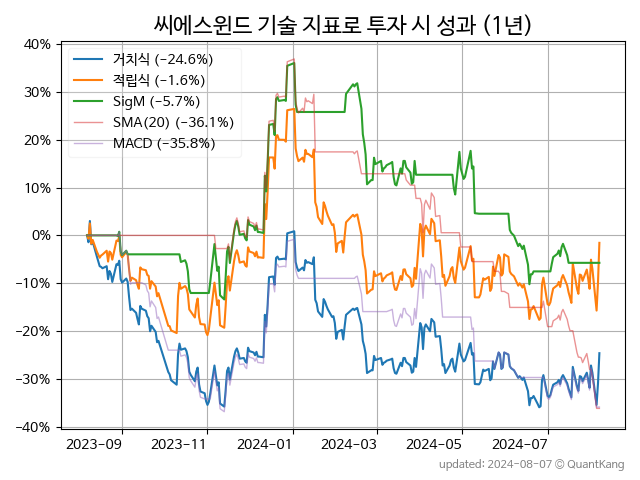 씨에스윈드 기술 지표로 투자 시 성과 (1년)
40%
30%
20%
10%
0%
−10%
−20%
−30%
−40%
거치식 (−24.6%)
적립식 (−1.6%)
SigM (−5.7%)
SMA(20) (−36.1%)
MACD (−35.8%)
2023-09 2023-11 2024-01 2024-03 2024-05 2024-07
updated: 2024-08-07 © QuantKang